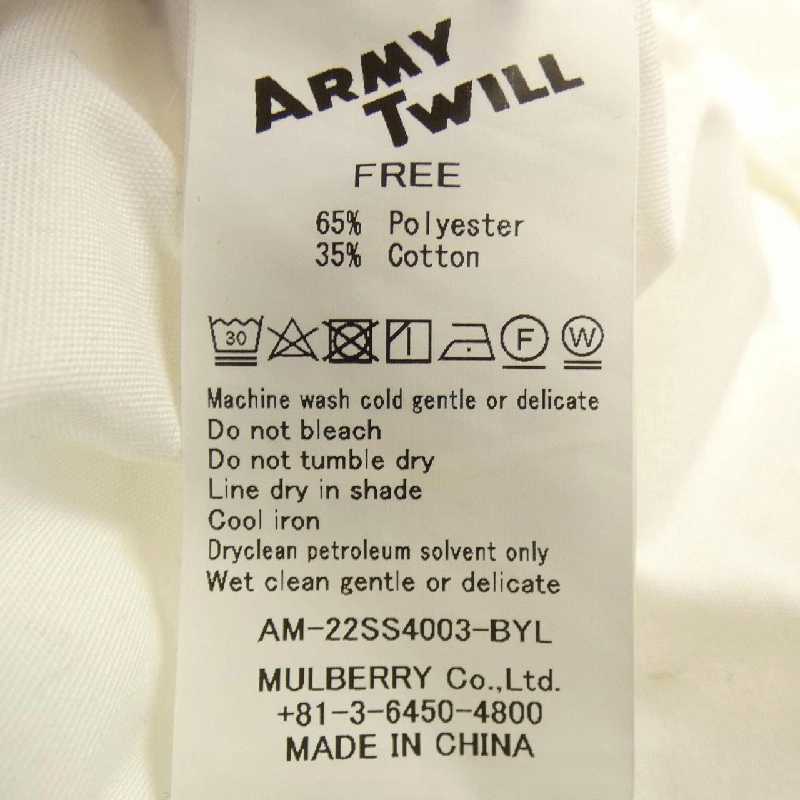 ARMY
TWILL
FREE
65% Polyester
35% Cotton
30 F W
Machine wash cold gentle or delicate
Do not bleach
Do not tumble dry
Line dry in shade
Cool iron
Dryclean petroleum solvent only
Wet clean gentle or delicate
AM-22SS4003-BYL
MULBERRY Co.,Ltd.
+81-3-6450-4800
MADE IN CHINA